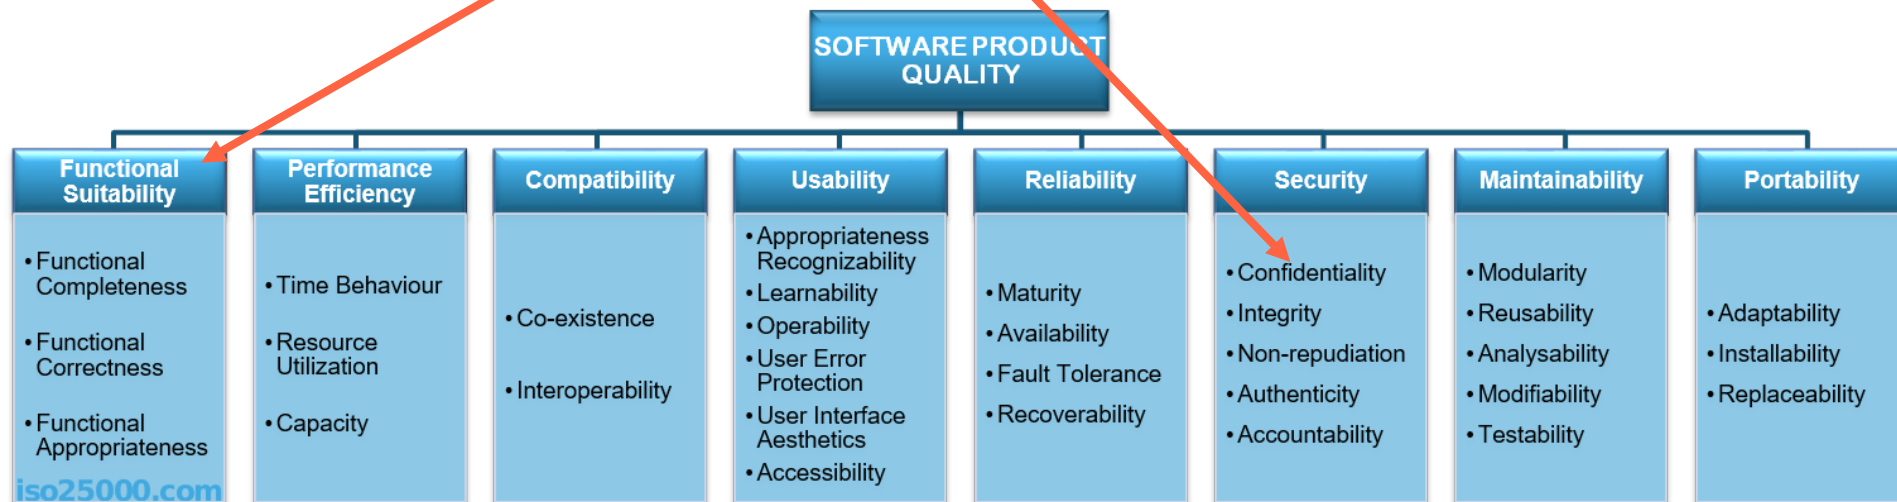 SOFTWARE PRODUCT
QUALITY
Functional
Suitability
• Functional
Completeness
• Functional
Correctness
• Functional
Appropriateness
Performance
Efficiency
• Time Behaviour
• Resource
Utilization
• Capacity
Compatibility
• Co-existence
• Interoperability
Usability
• Appropriateness
Recognizability
• Learnability
• Operability
• User Error
Protection
• User Interface
Aesthetics
• Accessibility
Reliability
• Maturity
• Availability
• Fault Tolerance
• Recoverability
Security
• Confidentiality
• Integrity
• Non-repudiation
• Authenticity
• Accountability
Maintainability
• Modularity
• Reusability
• Analysability
• Modifiability
• Testability
Portability
• Adaptability
• Installability
• Replaceability
iso25000.com